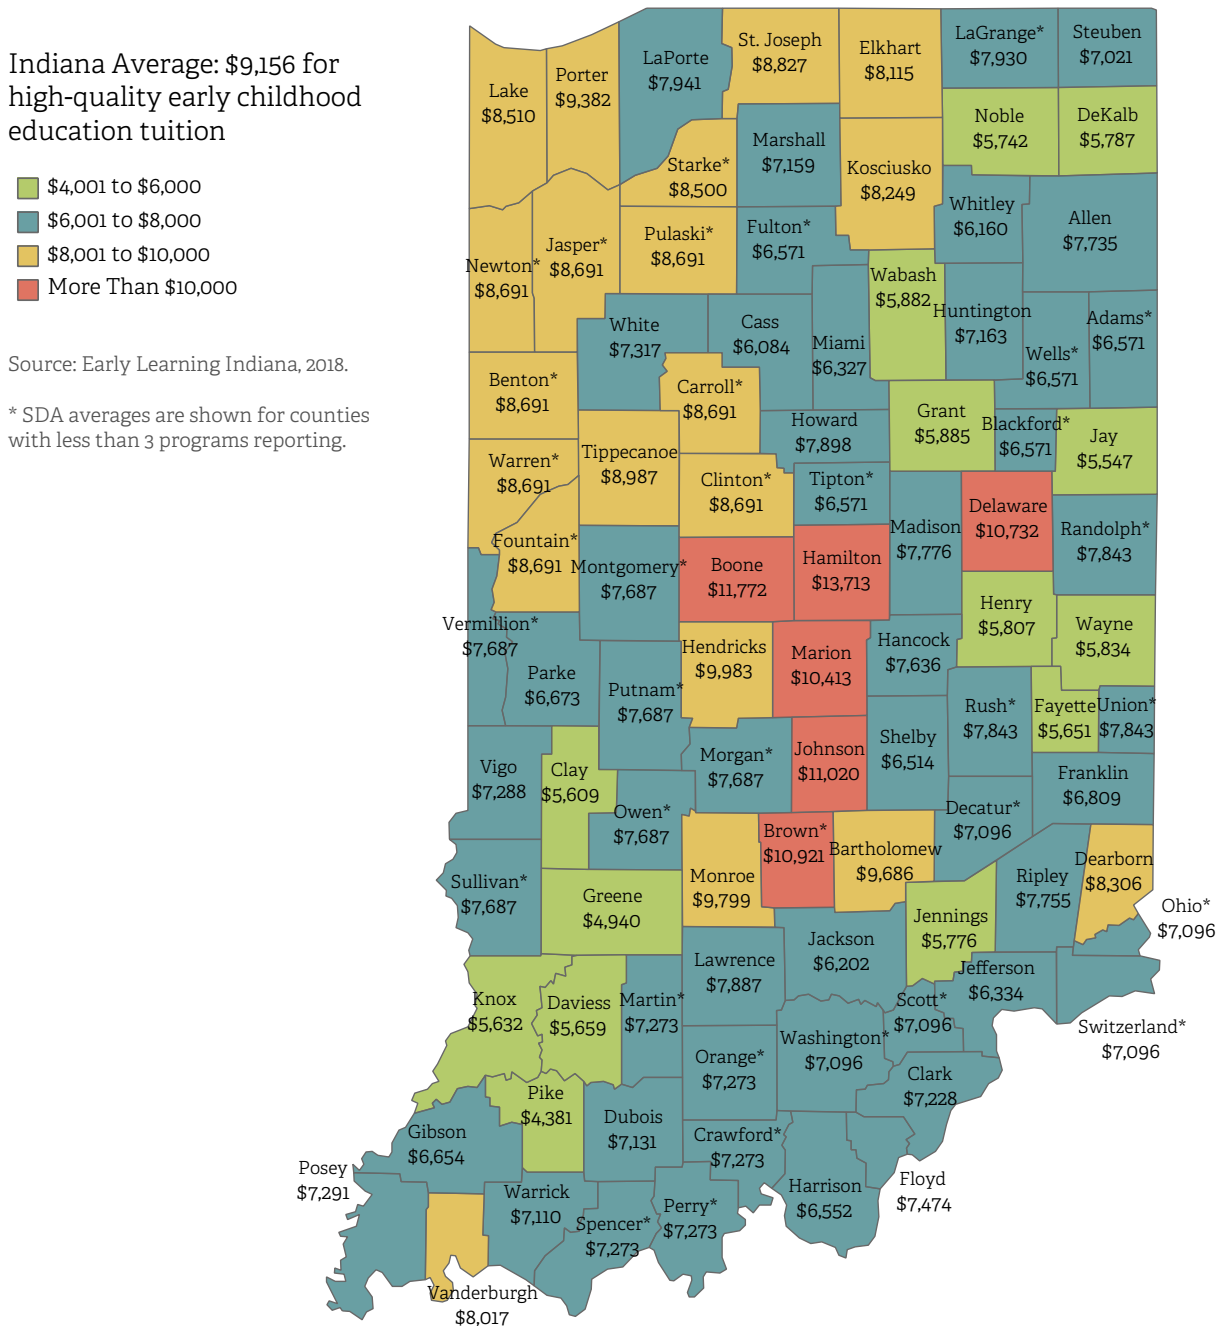 Indiana Average: $9,156 for
high-quality early childhood
education tuition
$4,001 to $6,000
$6,001 to $8,000
$8,001 to $10,000
More Than $10,000
Source: Early Learning Indiana, 2018.
* SDA averages are shown for counties
with less than 3 programs reporting.
Lake
$8,510
Porter
$9,382
LaPorte
$7,941
St. Joseph
$8,827
Elkhart
$8,115
LaGrange*
$7,930
Steuben
$7,021
Noble
$5,742
DeKalb
$5,787
Starke*
$8,500
Marshall
$7,159
Kosciusko
$8,249
Whitley
$6,160
Allen
$7,735
Newton*
$8,691
Jasper*
$8,691
Pulaski*
$8,691
Fulton*
$6,571
Wabash
$5,882
Huntington
$7,163
Wells*
$6,571
Adams*
$6,571
White
$7,317
Cass
$6,084
Miami
$6,327
Benton*
$8,691
Carroll*
$8,691
Howard
$7,898
Grant
$5,885
Blackford*
$6,571
Jay
$5,547
Warren*
$8,691
Tippecanoe
$8,987
Clinton*
$8,691
Tipton*
$6,571
Madison
$7,776
Delaware
$10,732
Randolph*
$7,843
Fountain*
$8,691
Montgomery*
$7,687
Boone
$11,772
Hamilton
$13,713
Henry
$5,807
Wayne
$5,834
Vermillion*
$7,687
Parke
$6,673
Putnam*
$7,687
Hendricks
$9,983
Marion
$10,413
Hancock
$7,636
Rush*
$7,843
Fayette
$5,651
Union*
$7,843
Vigo
$7,288
Clay
$5,609
Owen*
$7,687
Morgan*
$7,687
Johnson
$11,020
Shelby
$6,514
Decatur*
$7,096
Franklin
$6,809
Sullivan*
$7,687
Greene
$4,940
Monroe
$9,799
Brown*
$10,921
Bartholomew
$9,686
Jennings
$5,776
Ripley
$7,755
Dearborn
$8,306
Ohio*
$7,096
Knox
$5,632
Daviess
$5,659
Martin*
$7,273
Lawrence
$7,887
Jackson
$6,202
Scott*
$7,096
Jefferson
$6,334
Switzerland*
$7,096
Orange*
$7,273
Washington*
$7,096
Clark
$7,228
Gibson
$6,654
Pike
$4,381
Dubois
$7,131
Crawford*
$7,273
Harrison
$6,552
Floyd
$7,474
Posey
$7,291
Warrick
$7,110
Spencer*
$7,273
Perry*
$7,273
Vanderburgh
$8,017